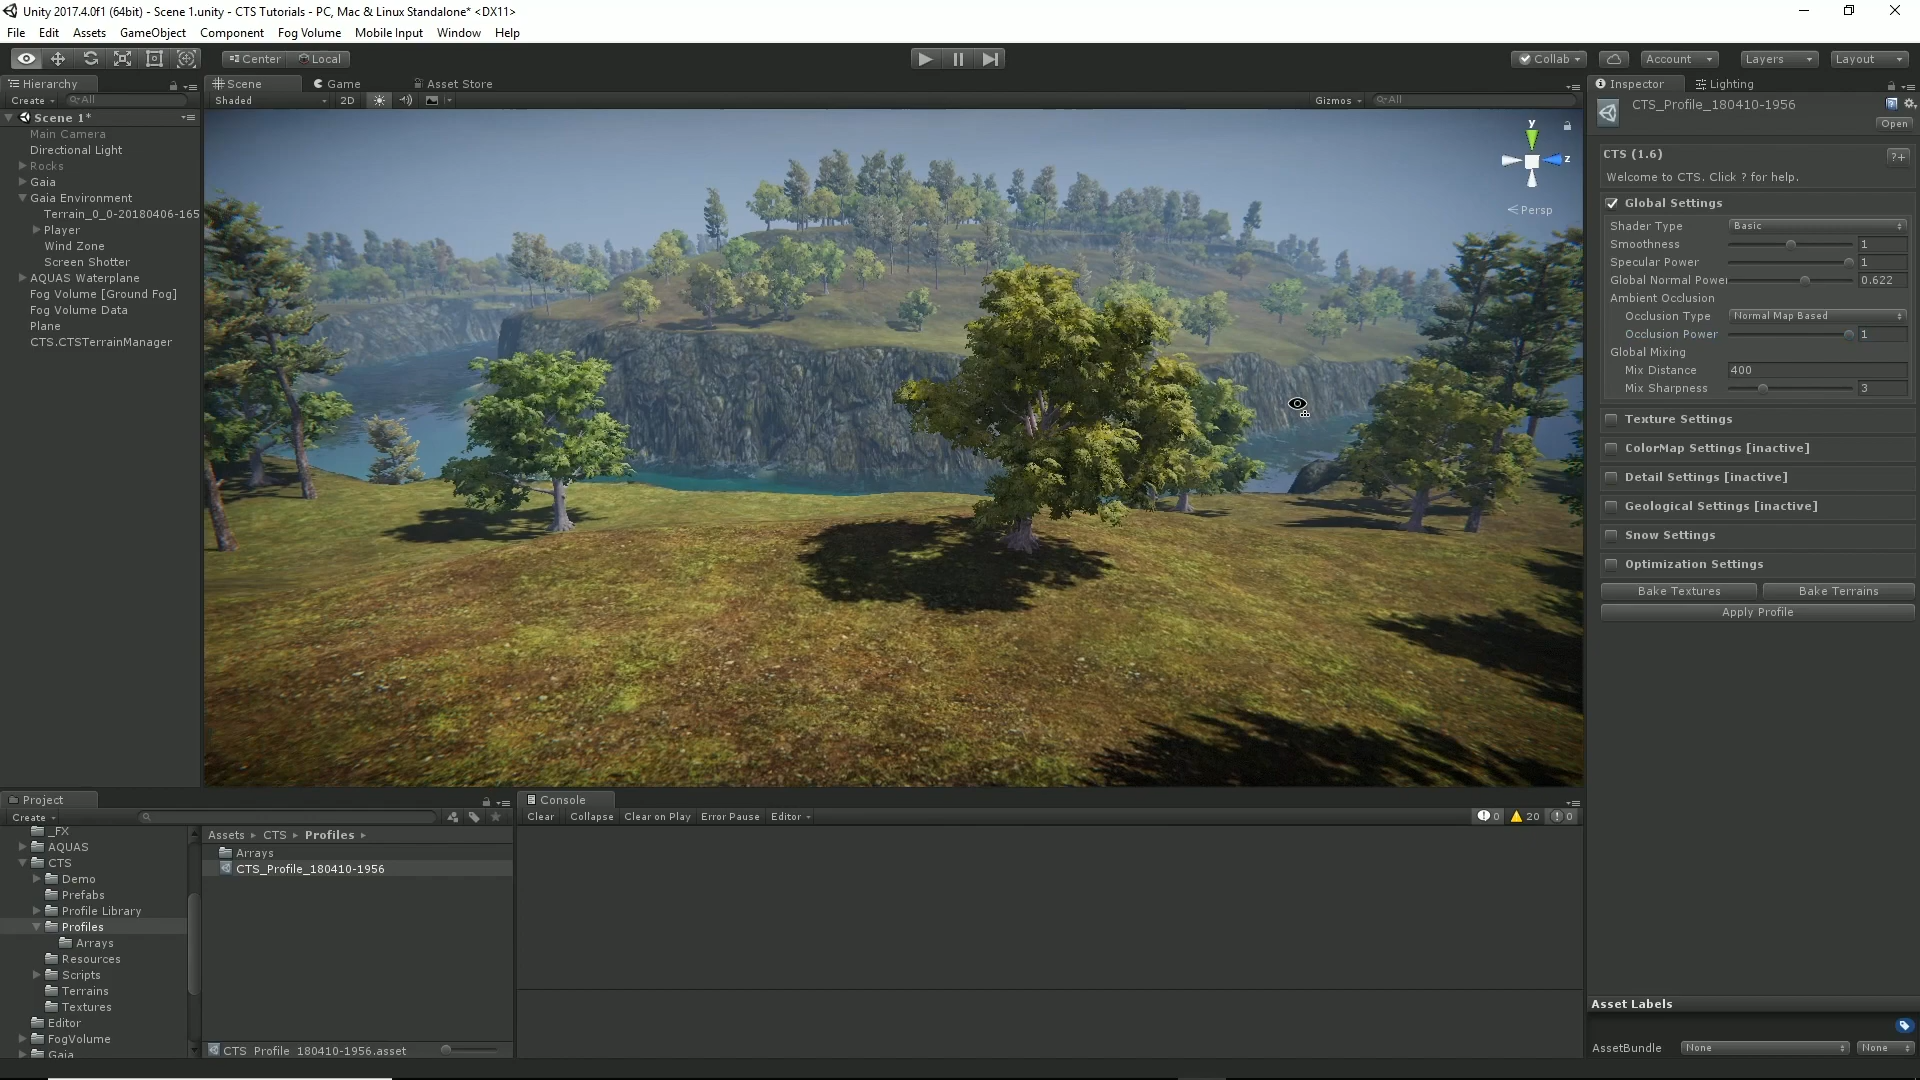 Unity 2017.4.0f1 (64bit) - Scene 1.unity - CTS Tutorials - PC, Mac & Linux Standalone* <DX11>
File Edit Assets GameObject Component Fog Volume Mobile Input Window Help
Center Local
Collab Account Layers Layout
Hierarchy
Create All
Scene 1*
Main Camera
Directional Light
Rocks
Gaia
Gaia Environment
Terrain_0_0-20180406-165
Player
Wind Zone
Screen Shotter
AQUAS Waterplane
Fog Volume [Ground Fog]
Fog Volume Data
Plane
CTS.CTSTerrainManager
Scene Game Asset Store
Shaded 2D Gizmos All
y
z
Persp
Inspector Lighting
CTS_Profile_180410-1956
Open
CTS (1.6) ?+
Welcome to CTS. Click ? for help.
Global Settings
Shader Type Basic
Smoothness 1
Specular Power 1
Global Normal Power 0.622
Ambient Occlusion
Occlusion Type Normal Map Based
Occlusion Power 1
Global Mixing
Mix Distance 400
Mix Sharpness 3
Texture Settings
ColorMap Settings [inactive]
Detail Settings [inactive]
Geological Settings [inactive]
Snow Settings
Optimization Settings
Bake Textures Bake Terrains
Apply Profile
Asset Labels
AssetBundle None None
Project
Create
_FX
AQUAS
CTS
Demo
Prefabs
Profile Library
Profiles
Arrays
Resources
Scripts
Terrains
Textures
Editor
FogVolume
Gaia
Assets CTS Profiles
Arrays
CTS_Profile_180410-1956
CTS_Profile_180410-1956.asset
Console
Clear Collapse Clear on Play Error Pause Editor 0 20 0